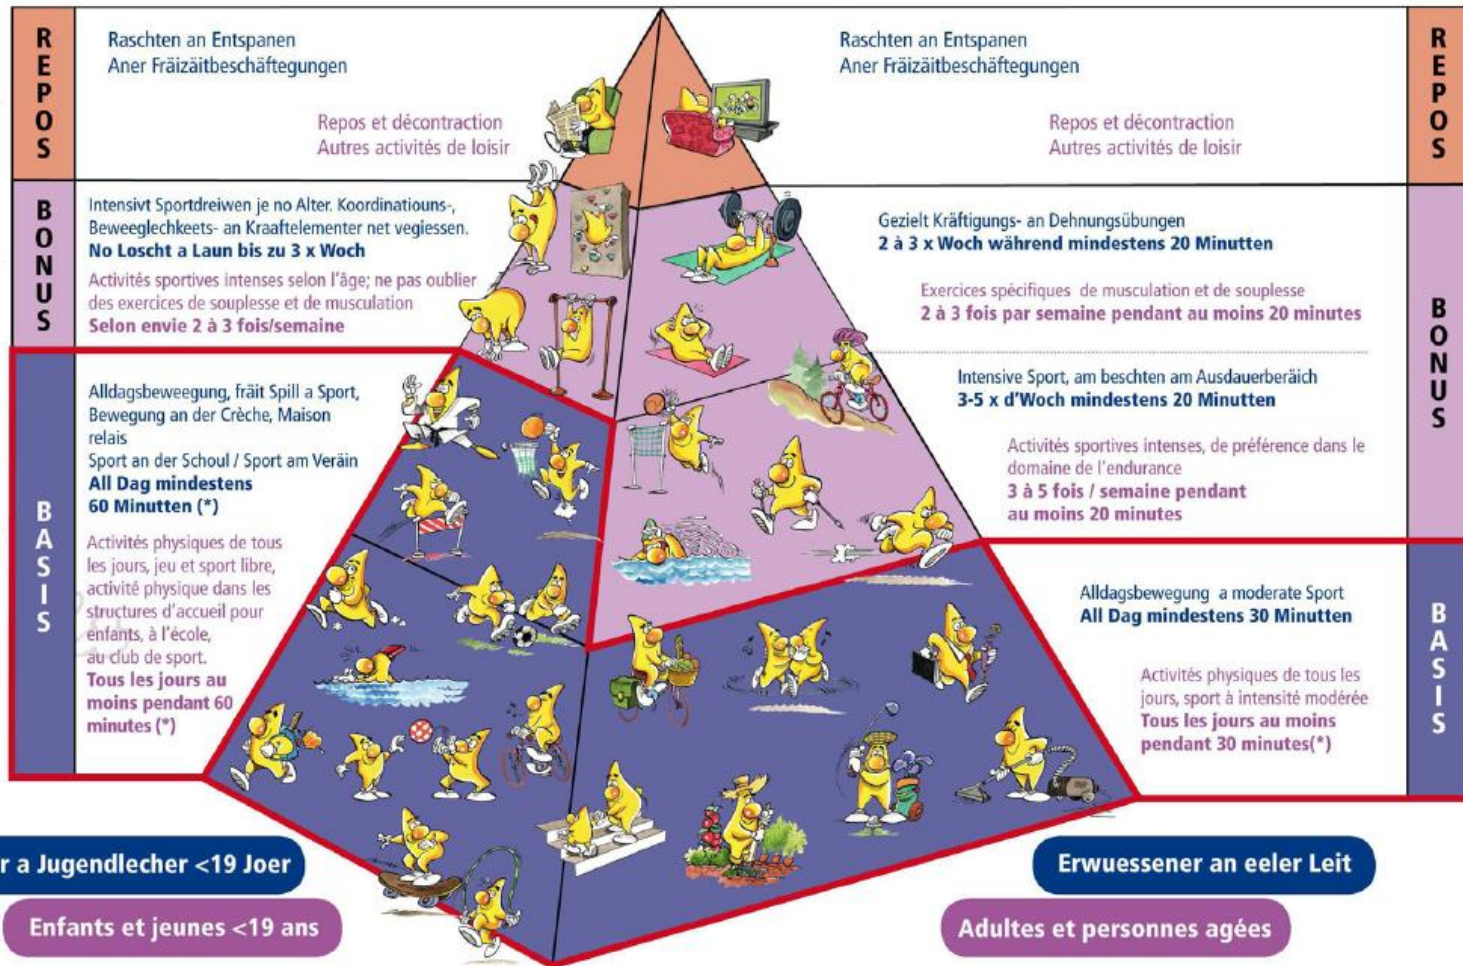 REPOS
Raschten an Entspanen
Aner Fräizäitbeschäftegungen
Repos et décontraction
Autres activités de loisir
Raschten an Entspanen
Aner Fräizäitbeschäftegungen
Repos et décontraction
Autres activités de loisir
REPOS
BONUS
Intensivt Sportdreiwen je no Alter. Koordinatiouns-,
Beweeglechkeets- an Kraaftelementer net vegiessen.
No Loscht a Laun bis zu 3 x Woch
Activités sportives intenses selon l'âge; ne pas oublier
des exercices de souplesse et de musculation
Selon envie 2 à 3 fois/semaine
Gezielt Kräftigungs- an Dehnungsübungen
2 à 3 x Woch während mindestens 20 Minutten
Exercices spécifiques de musculation et de souplesse
2 à 3 fois par semaine pendant au moins 20 minutes
Intensive Sport, am beschten am Ausdauerberäich
3-5 x d'Woch mindestens 20 Minutten
Activités sportives intenses, de préférence dans le
domaine de l'endurance
3 à 5 fois / semaine pendant
au moins 20 minutes
BONUS
BASIS
Alldagsbeweegung, fräit Spill a Sport,
Bewegung an der Crèche, Maison
relais
Sport an der Schoul / Sport am Veräin
All Dag mindestens
60 Minutten (*)
Activités physiques de tous
les jours, jeu et sport libre,
activité physique dans les
structures d'accueil pour
enfants, à l'école,
au club de sport.
Tous les jours au
moins pendant 60
minutes (*)
Alldagsbewegung a moderate Sport
All Dag mindestens 30 Minutten
Activités physiques de tous les
jours, sport à intensité modérée
Tous les jours au moins
pendant 30 minutes(*)
BASIS
r a Jugendlecher <19 Joer
Enfants et jeunes <19 ans
Erwuessener an eeler Leit
Adultes et personnes agées